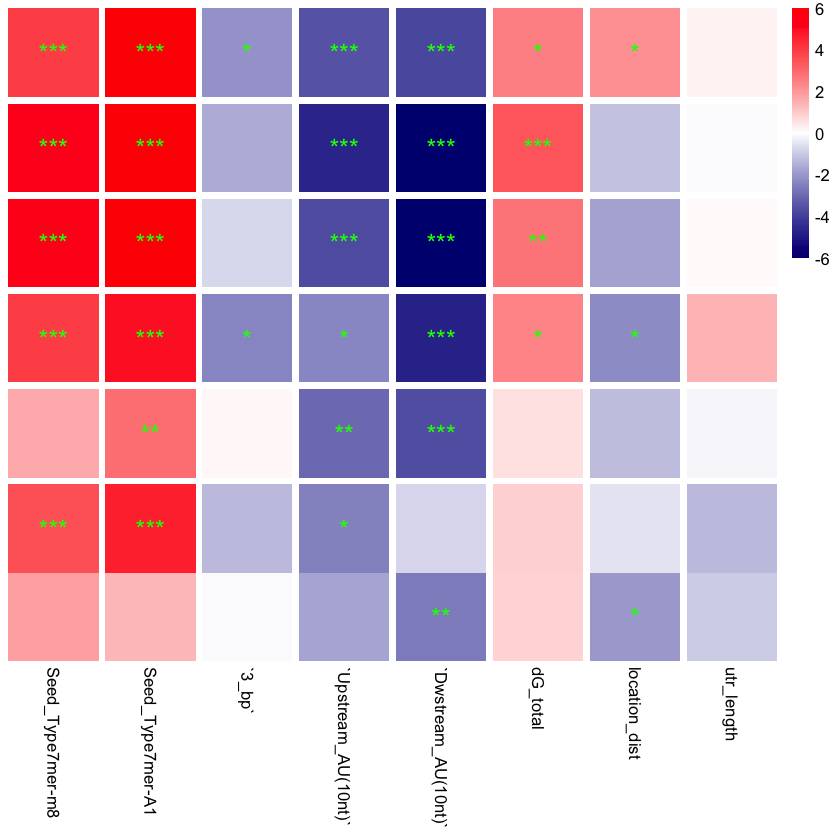 *** *** * *** *** * *
*** *** *** *** ***
*** *** *** *** **
*** *** * * *** * *
** ** ***
*** *** *
** *
6
4
2
0
-2
-4
-6
Seed_Type7mer-m8
Seed_Type7mer-A1
`3_bp`
`Upstream_AU(10nt)`
`Dwstream_AU(10nt)`
dG_total
location_dist
utr_length